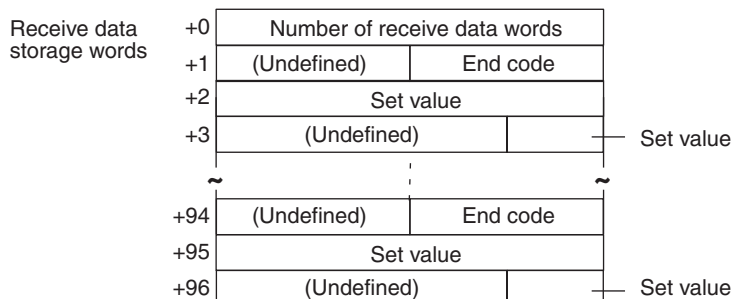 Receive data
storage words
+0 Number of receive data words
+1 (Undefined) End code
+2 Set value
+3 (Undefined) Set value
~ ~
+94 (Undefined) End code
+95 Set value
+96 (Undefined) Set value